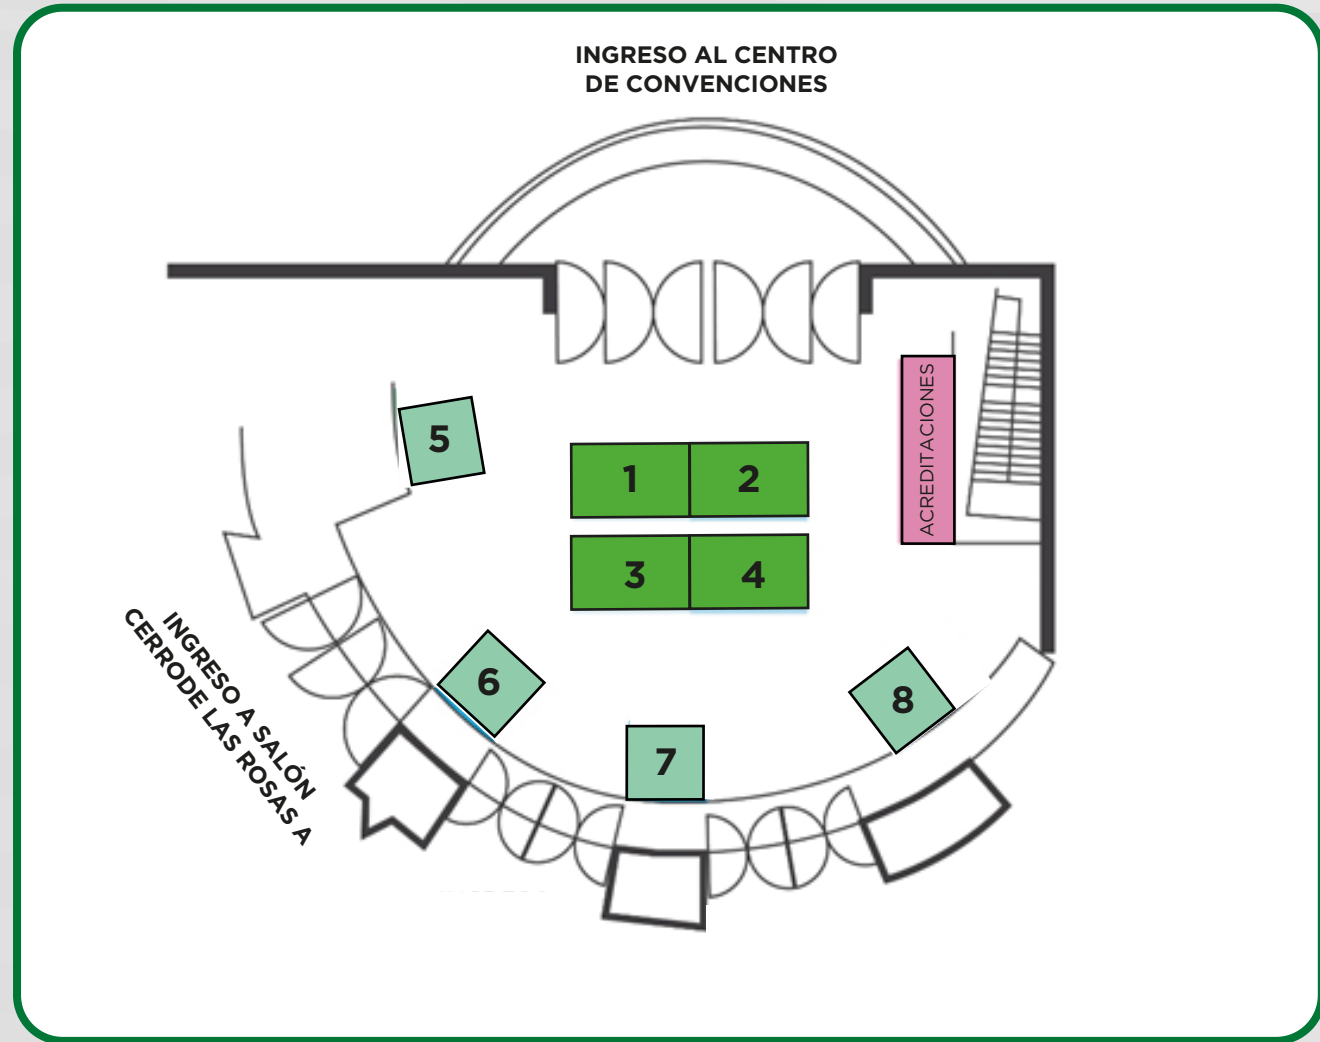 INGRESO AL CENTRO
DE CONVENCIONES
ACREDITACIONES
5
1
2
3
4
6
7
8
INGRESO A SALÓN
CERRODE LAS ROSAS A